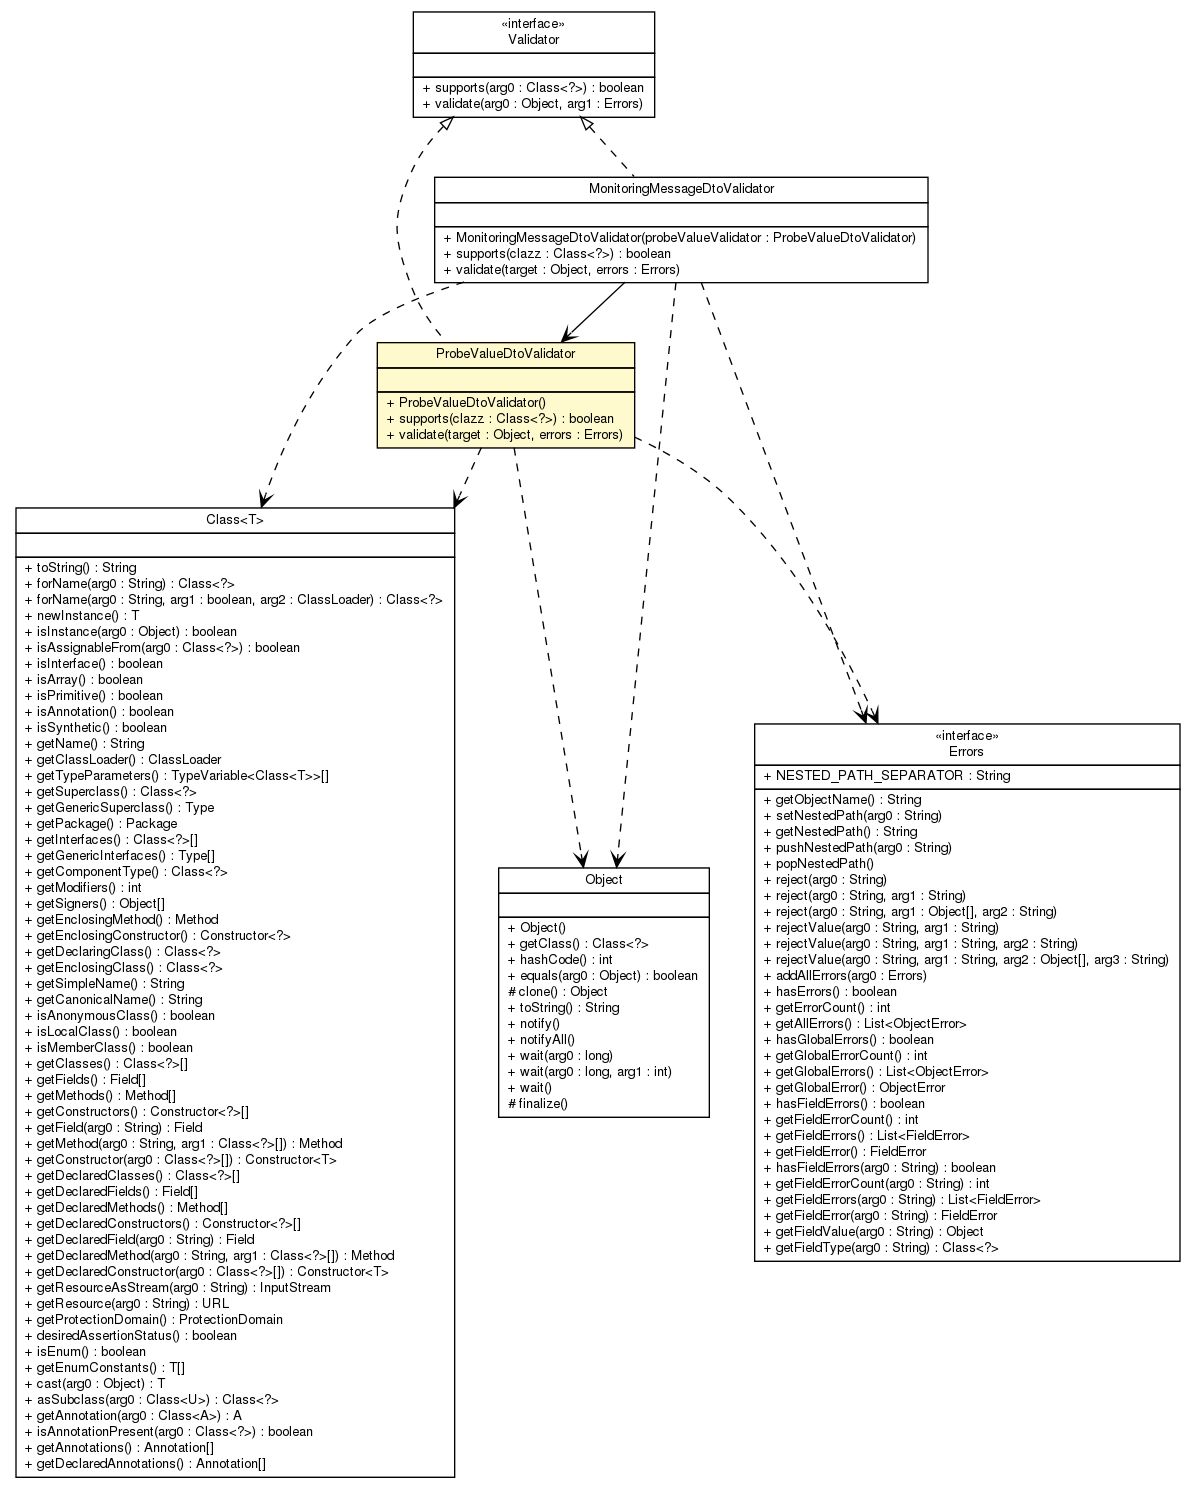 «interface»
Validator
+ supports(arg0 : Class<?>) : boolean
+ validate(arg0 : Object, arg1 : Errors)
MonitoringMessageDtoValidator
+ MonitoringMessageDtoValidator(probeValueValidator : ProbeValueDtoValidator)
+ supports(clazz : Class<?>) : boolean
+ validate(target : Object, errors : Errors)
ProbeValueDtoValidator
+ ProbeValueDtoValidator()
+ supports(clazz : Class<?>) : boolean
+ validate(target : Object, errors : Errors)
Class<T>
+ toString() : String
+ forName(arg0 : String) : Class<?>
+ forName(arg0 : String, arg1 : boolean, arg2 : ClassLoader) : Class<?>
+ newInstance() : T
+ isInstance(arg0 : Object) : boolean
+ isAssignableFrom(arg0 : Class<?>) : boolean
+ isInterface() : boolean
+ isArray() : boolean
+ isPrimitive() : boolean
+ isAnnotation() : boolean
+ isSynthetic() : boolean
+ getName() : String
+ getClassLoader() : ClassLoader
+ getTypeParameters() : TypeVariable<Class<T>>[]
+ getSuperclass() : Class<?>
+ getGenericSuperclass() : Type
+ getPackage() : Package
+ getInterfaces() : Class<?>[]
+ getGenericInterfaces() : Type[]
+ getComponentType() : Class<?>
+ getModifiers() : int
+ getSigners() : Object[]
+ getEnclosingMethod() : Method
+ getEnclosingConstructor() : Constructor<?>
+ getDeclaringClass() : Class<?>
+ getEnclosingClass() : Class<?>
+ getSimpleName() : String
+ getCanonicalName() : String
+ isAnonymousClass() : boolean
+ isLocalClass() : boolean
+ isMemberClass() : boolean
+ getClasses() : Class<?>[]
+ getFields() : Field[]
+ getMethods() : Method[]
+ getConstructors() : Constructor<?>[]
+ getField(arg0 : String) : Field
+ getMethod(arg0 : String, arg1 : Class<?>[]) : Method
+ getConstructor(arg0 : Class<?>[]) : Constructor<T>
+ getDeclaredClasses() : Class<?>[]
+ getDeclaredFields() : Field[]
+ getDeclaredMethods() : Method[]
+ getDeclaredConstructors() : Constructor<?>[]
+ getDeclaredField(arg0 : String) : Field
+ getDeclaredMethod(arg0 : String, arg1 : Class<?>[]) : Method
+ getDeclaredConstructor(arg0 : Class<?>[]) : Constructor<T>
+ getResourceAsStream(arg0 : String) : InputStream
+ getResource(arg0 : String) : URL
+ getProtectionDomain() : ProtectionDomain
+ desiredAssertionStatus() : boolean
+ isEnum() : boolean
+ getEnumConstants() : T[]
+ cast(arg0 : Object) : T
+ asSubclass(arg0 : Class<U>) : Class<?>
+ getAnnotation(arg0 : Class<A>) : A
+ isAnnotationPresent(arg0 : Class<?>) : boolean
+ getAnnotations() : Annotation[]
+ getDeclaredAnnotations() : Annotation[]
Object
+ Object()
+ getClass() : Class<?>
+ hashCode() : int
+ equals(arg0 : Object) : boolean
# clone() : Object
+ toString() : String
+ notify()
+ notifyAll()
+ wait(arg0 : long)
+ wait(arg0 : long, arg1 : int)
+ wait()
# finalize()
«interface»
Errors
+ NESTED_PATH_SEPARATOR : String
+ getObjectName() : String
+ setNestedPath(arg0 : String)
+ getNestedPath() : String
+ pushNestedPath(arg0 : String)
+ popNestedPath()
+ reject(arg0 : String)
+ reject(arg0 : String, arg1 : String)
+ reject(arg0 : String, arg1 : Object[], arg2 : String)
+ rejectValue(arg0 : String, arg1 : String)
+ rejectValue(arg0 : String, arg1 : String, arg2 : String)
+ rejectValue(arg0 : String, arg1 : String, arg2 : Object[], arg3 : String)
+ addAllErrors(arg0 : Errors)
+ hasErrors() : boolean
+ getErrorCount() : int
+ getAllErrors() : List<ObjectError>
+ hasGlobalErrors() : boolean
+ getGlobalErrorCount() : int
+ getGlobalErrors() : List<ObjectError>
+ getGlobalError() : ObjectError
+ hasFieldErrors() : boolean
+ getFieldErrorCount() : int
+ getFieldErrors() : List<FieldError>
+ getFieldError() : FieldError
+ hasFieldErrors(arg0 : String) : boolean
+ getFieldErrorCount(arg0 : String) : int
+ getFieldErrors(arg0 : String) : List<FieldError>
+ getFieldError(arg0 : String) : FieldError
+ getFieldValue(arg0 : String) : Object
+ getFieldType(arg0 : String) : Class<?>